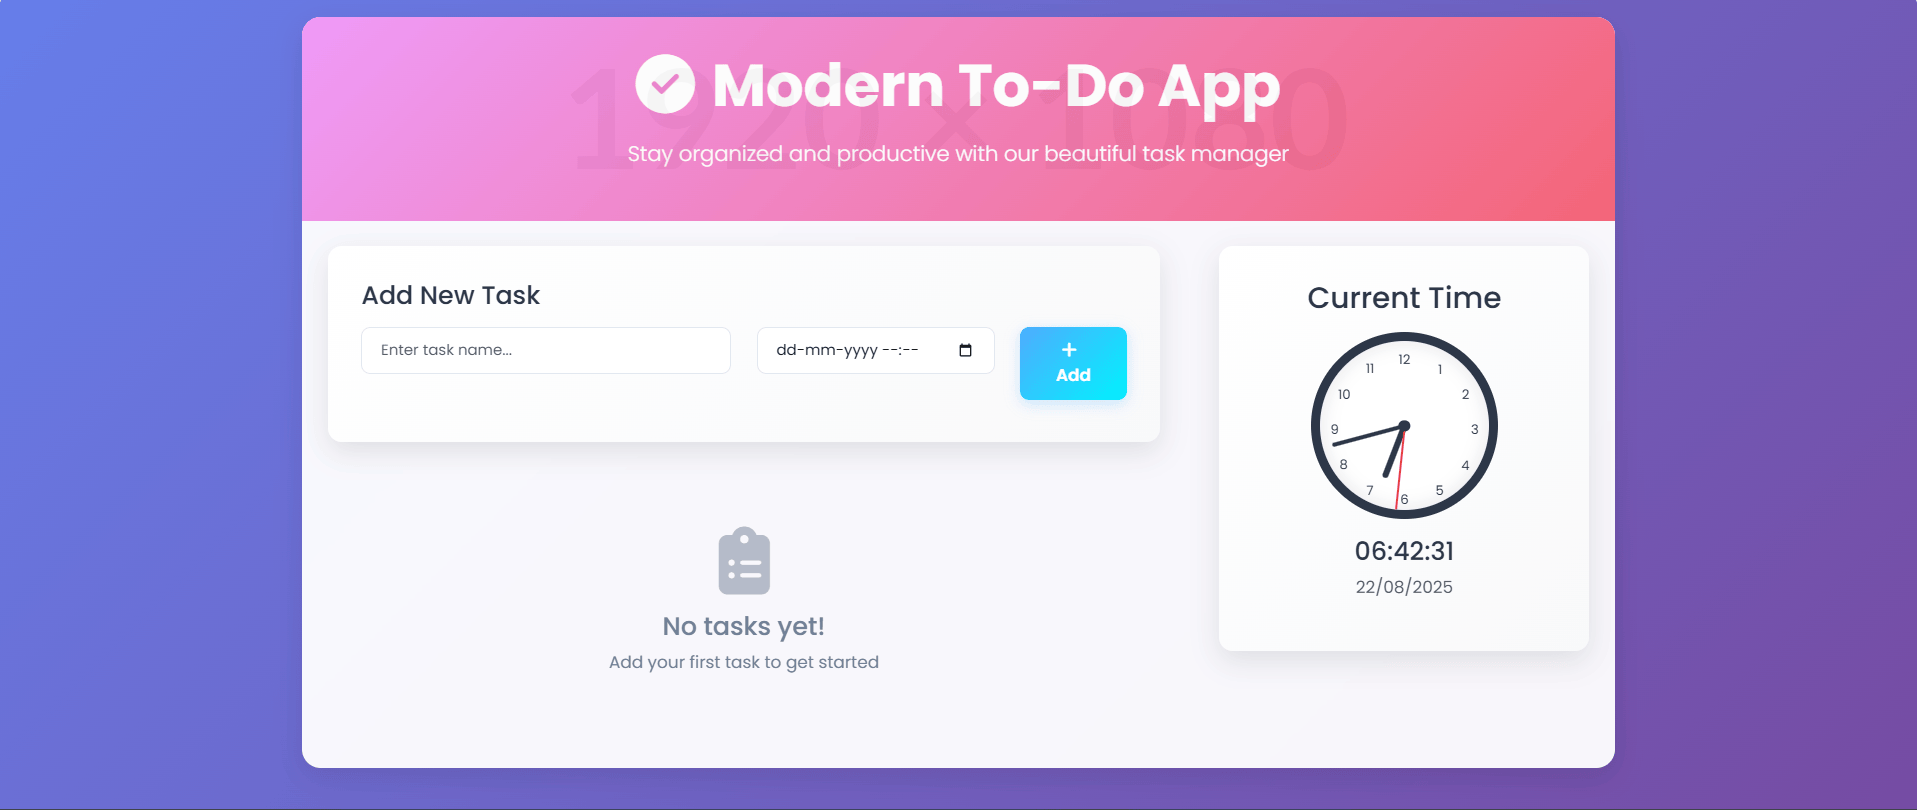 1920 × 1080
Modern To-Do App
Stay organized and productive with our beautiful task manager
Add New Task
Enter task name...
dd-mm-yyyy --:--
+
Add
No tasks yet!
Add your first task to get started
Current Time
12
1
2
3
4
5
6
7
8
9
10
11
06:42:31
22/08/2025